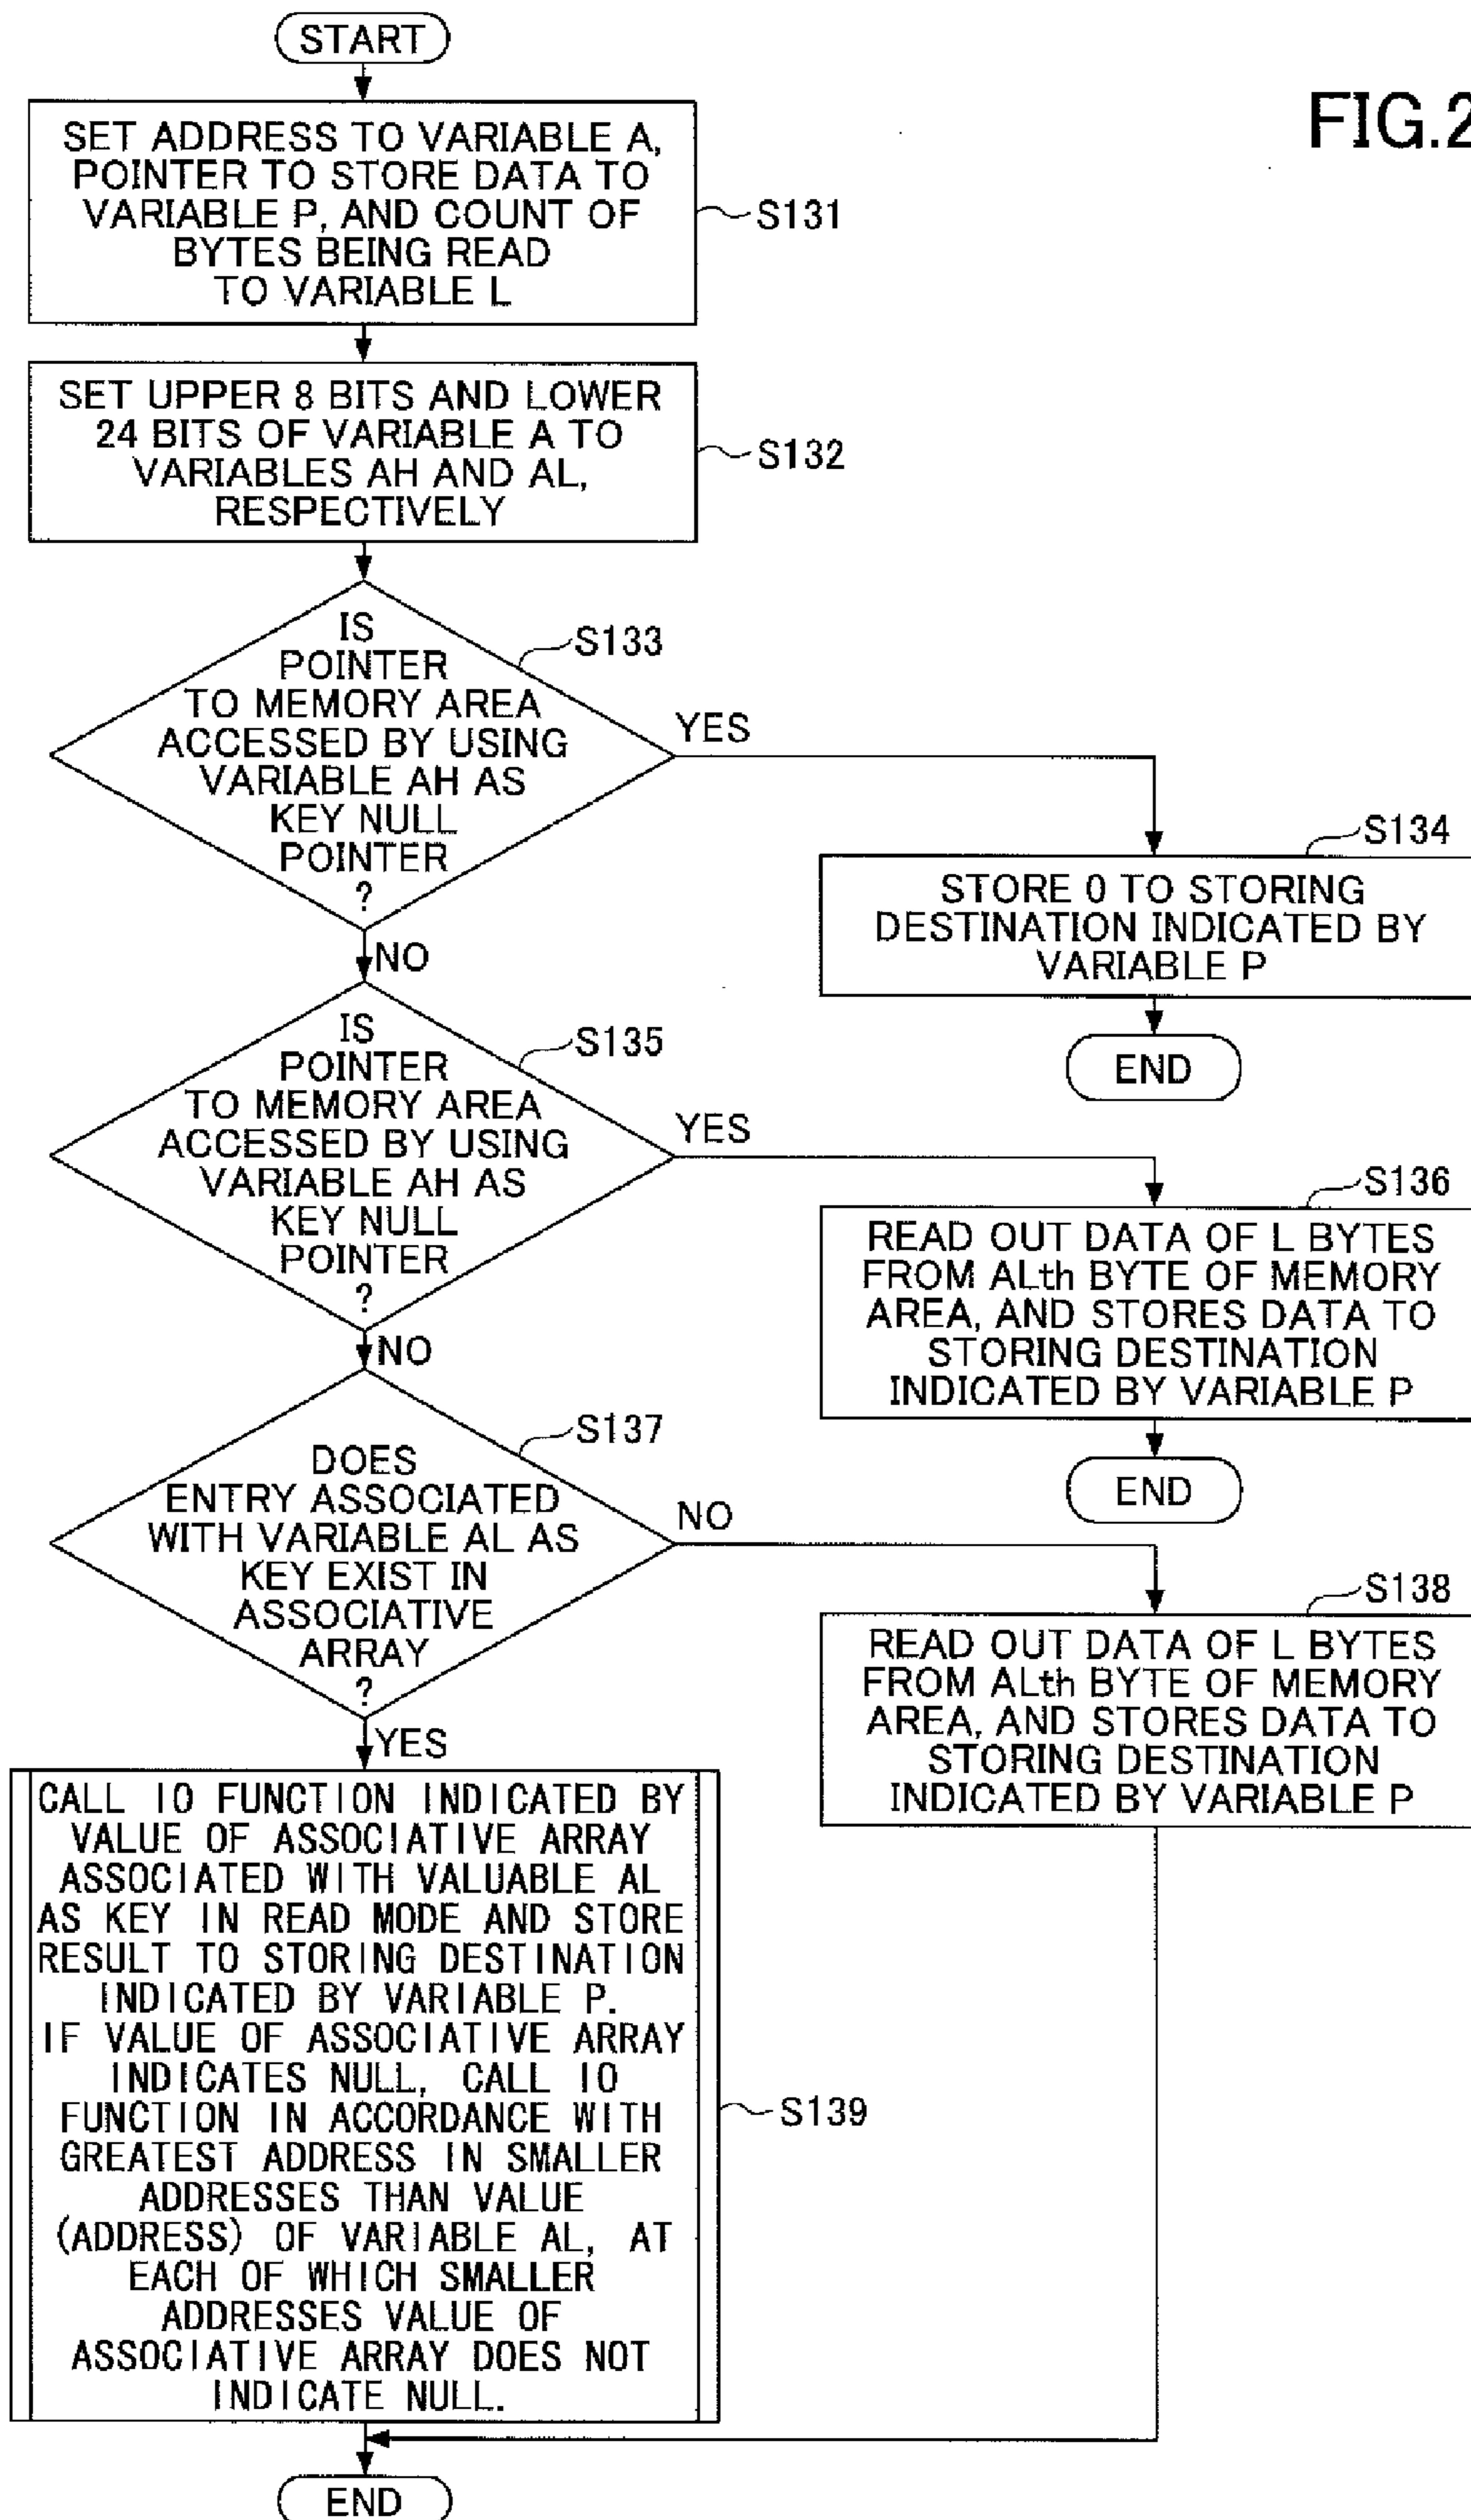 START
FIG.2
SET ADDRESS TO VARIABLE A,
POINTER TO STORE DATA TO
VARIABLE P, AND COUNT OF
BYTES BEING READ
TO VARIABLE L
S131
SET UPPER 8 BITS AND LOWER
24 BITS OF VARIABLE A TO
VARIABLES AH AND AL,
RESPECTIVELY
S132
IS
POINTER
TO MEMORY AREA
ACCESSED BY USING
VARIABLE AH AS
KEY NULL
POINTER
?
S133
YES
NO
S134
STORE 0 TO STORING
DESTINATION INDICATED BY
VARIABLE P
END
IS
POINTER
TO MEMORY AREA
ACCESSED BY USING
VARIABLE AH AS
KEY NULL
POINTER
?
S135
YES
NO
S136
READ OUT DATA OF L BYTES
FROM ALth BYTE OF MEMORY
AREA, AND STORES DATA TO
STORING DESTINATION
INDICATED BY VARIABLE P
END
DOES
ENTRY ASSOCIATED
WITH VARIABLE AL AS
KEY EXIST IN
ASSOCIATIVE
ARRAY
?
S137
NO
YES
S138
READ OUT DATA OF L BYTES
FROM ALth BYTE OF MEMORY
AREA, AND STORES DATA TO
STORING DESTINATION
INDICATED BY VARIABLE P
CALL IO FUNCTION INDICATED BY
VALUE OF ASSOCIATIVE ARRAY
ASSOCIATED WITH VALUABLE AL
AS KEY IN READ MODE AND STORE
RESULT TO STORING DESTINATION
INDICATED BY VARIABLE P.
IF VALUE OF ASSOCIATIVE ARRAY
INDICATES NULL, CALL IO
FUNCTION IN ACCORDANCE WITH
GREATEST ADDRESS IN SMALLER
ADDRESSES THAN VALUE
(ADDRESS) OF VARIABLE AL, AT
EACH OF WHICH SMALLER
ADDRESSES VALUE OF
ASSOCIATIVE ARRAY DOES NOT
INDICATE NULL.
S139
END